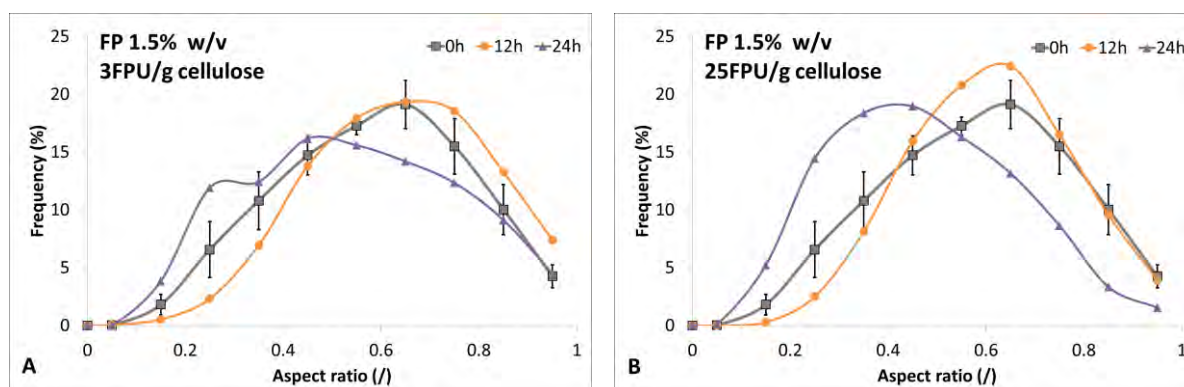 FP 1.5% w/v
3FPU/g cellulose
0h 12h 24h
25
20
15
10
5
0
Frequency (%)
0 0.2 0.4 0.6 0.8 1
Aspect ratio (/)
A
FP 1.5% w/v
25FPU/g cellulose
0h 12h 24h
25
20
15
10
5
0
Frequency (%)
0 0.2 0.4 0.6 0.8 1
Aspect ratio (/)
B